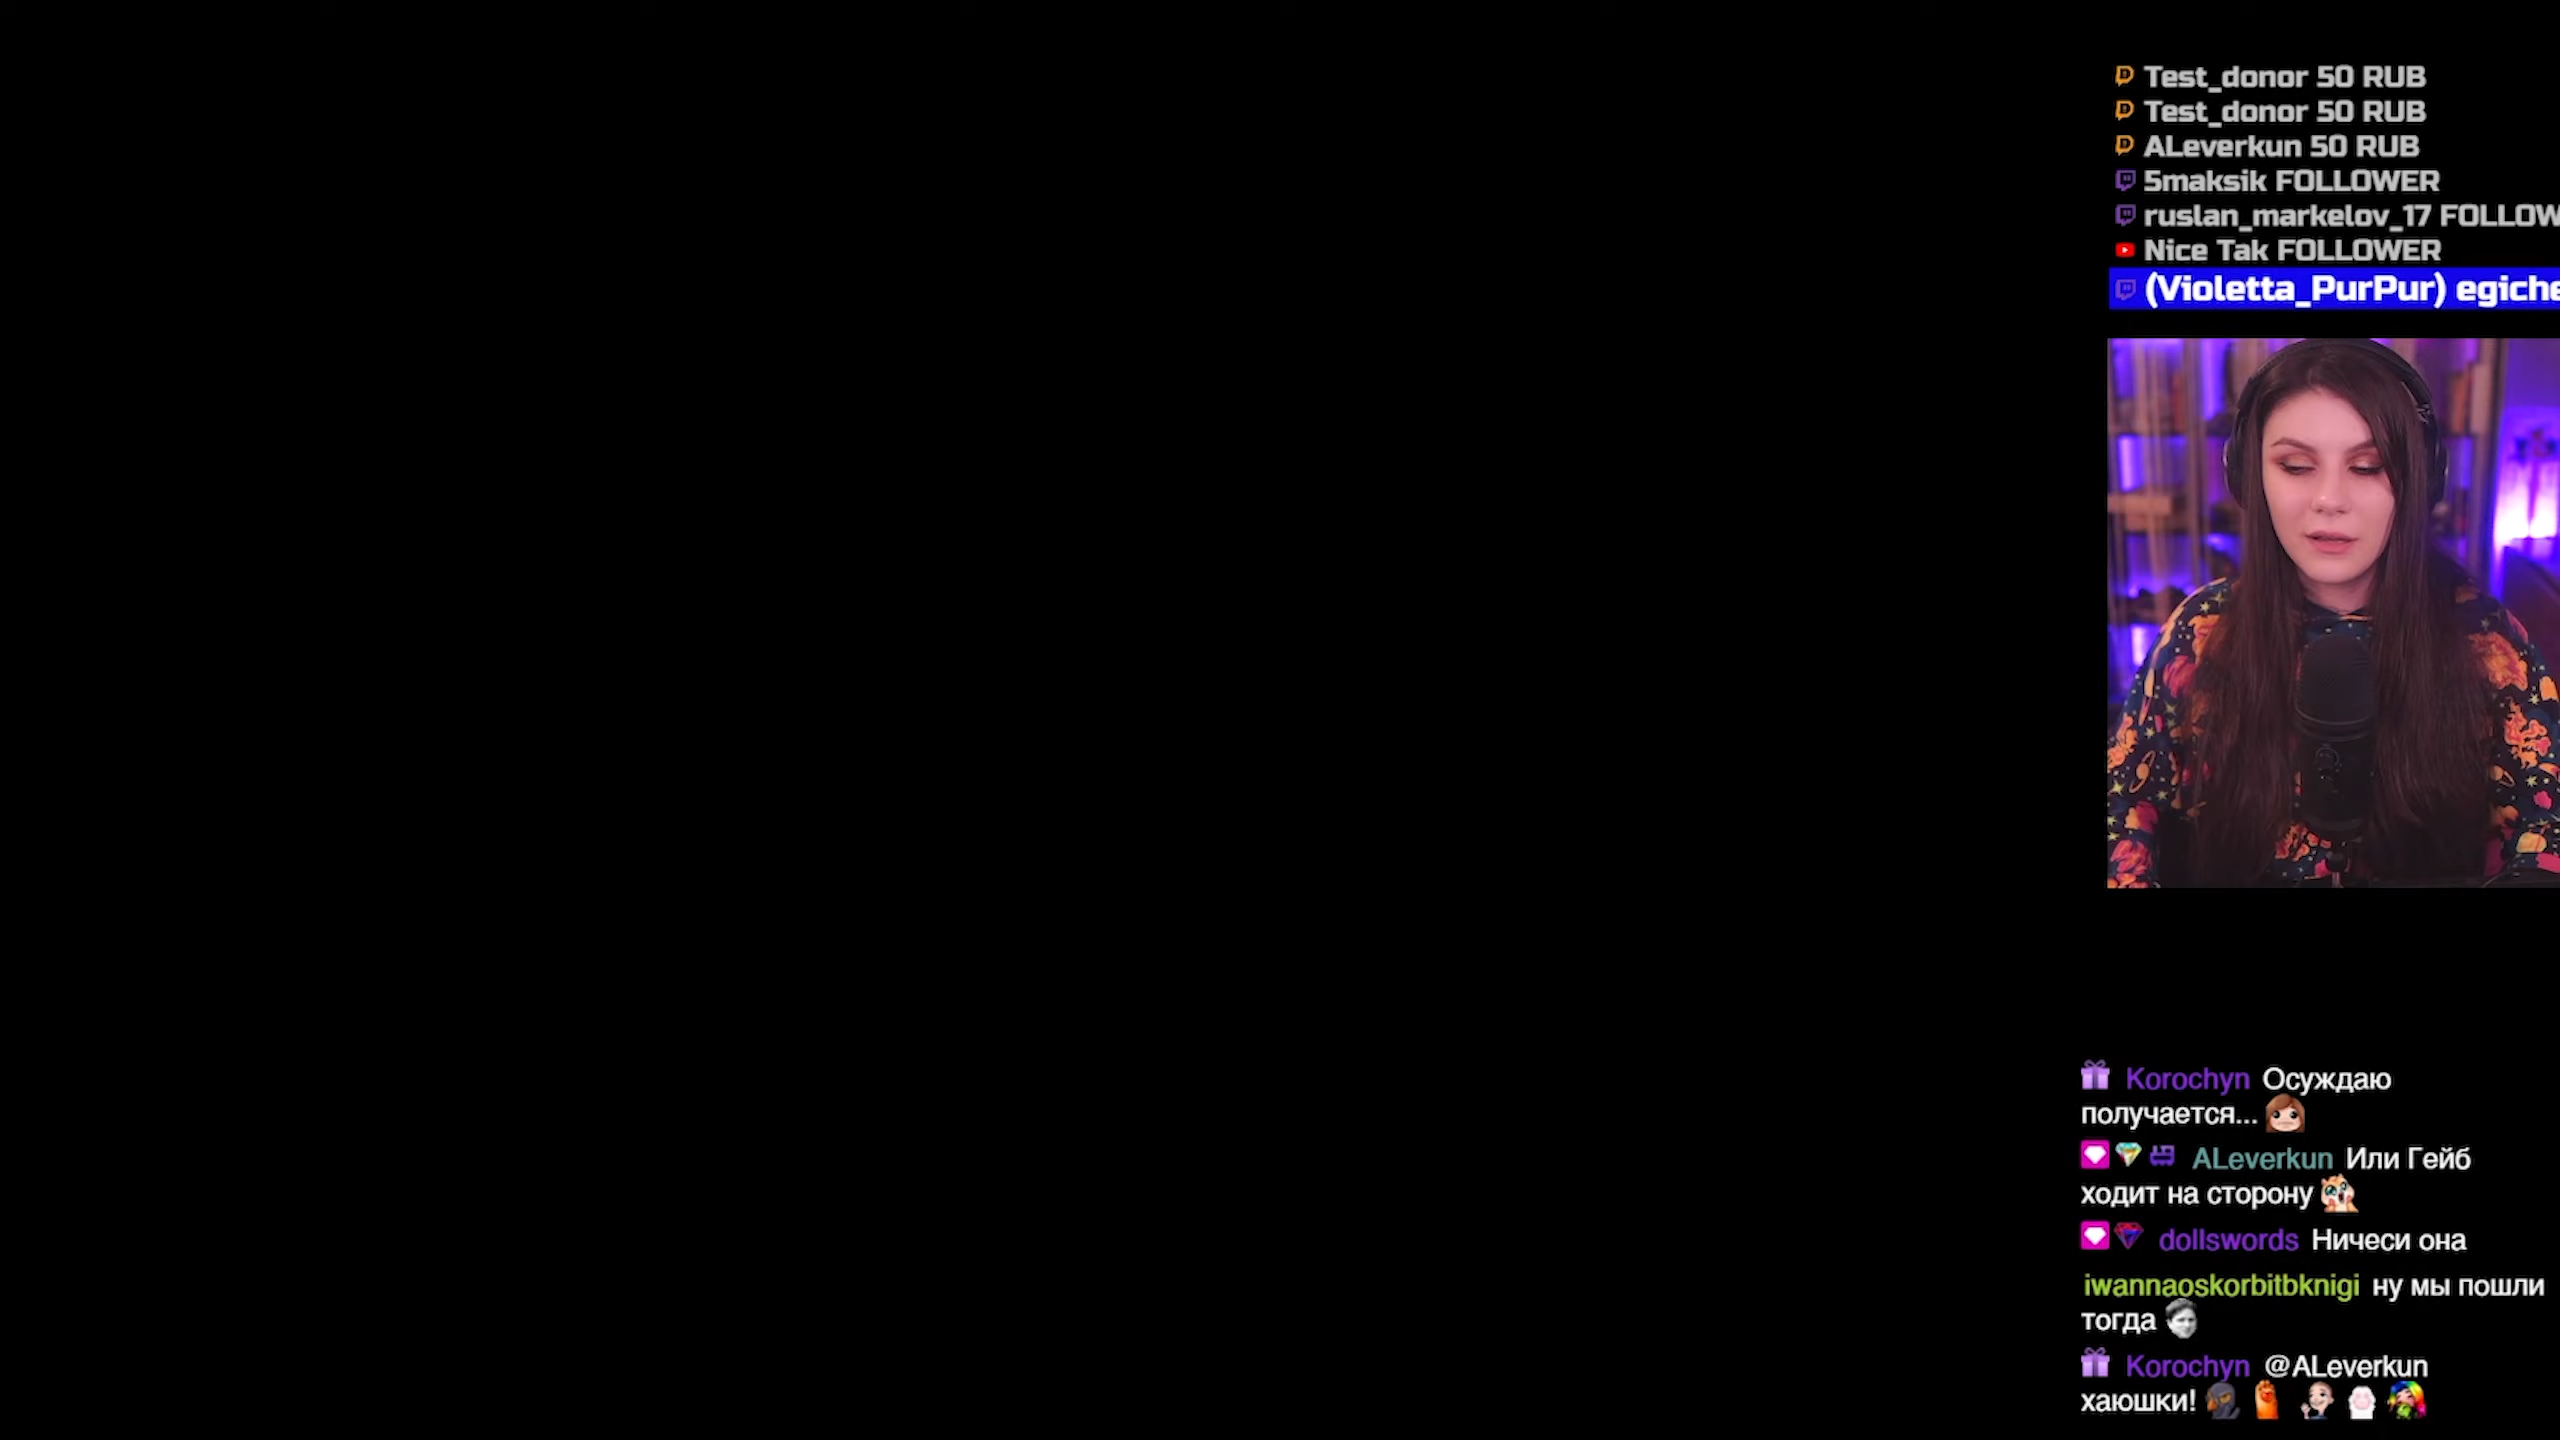 Test_donor 50 RUB
Test_donor 50 RUB
ALeverkun 50 RUB
5maksik FOLLOWER
ruslan_markelov_17 FOLLOW
Nice Tak FOLLOWER
(Violetta_PurPur) egiche
Korochyn Осуждаю
получается...
ALeverkun Или Гейб
ходит на сторону
dollswords Ничеси она
iwannaoskorbitbknigi ну мы пошли
тогда
Korochyn @ALeverkun
хаюшки!